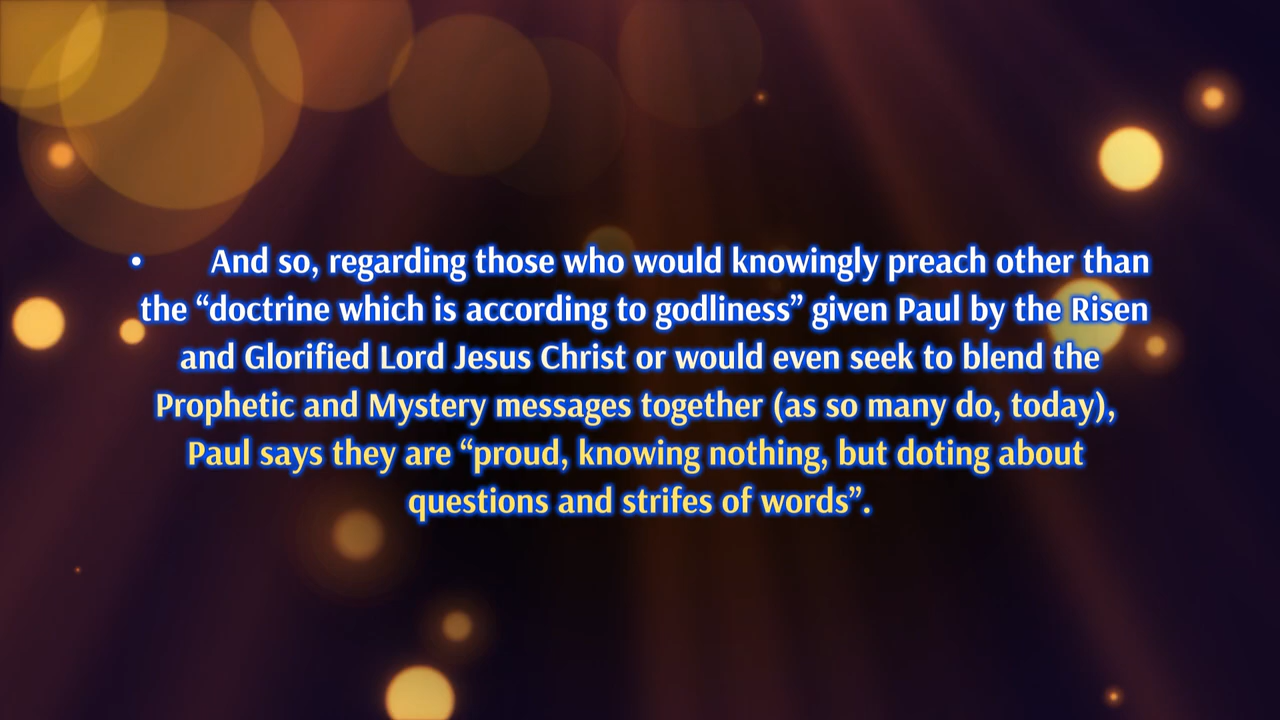 • And so, regarding those who would knowingly preach other than
the “doctrine which is according to godliness” given Paul by the Risen
and Glorified Lord Jesus Christ or would even seek to blend the
Prophetic and Mystery messages together (as so many do, today),
Paul says they are “proud, knowing nothing, but doting about
questions and strifes of words”.